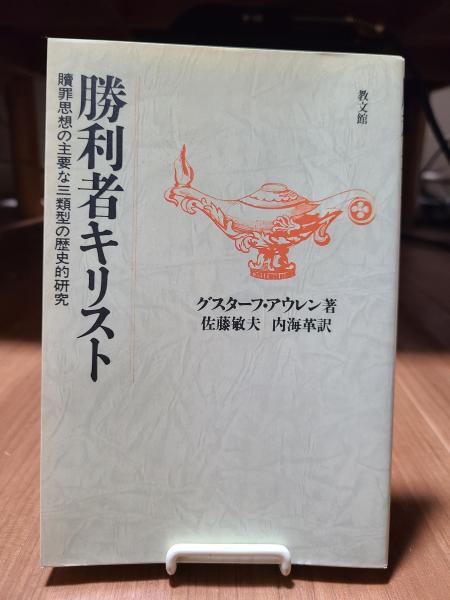 勝利者キリスト
贖罪思想の主要な三類型の歴史的研究
教文館
グスターフ・アウレン著
佐藤敏夫 内海革訳